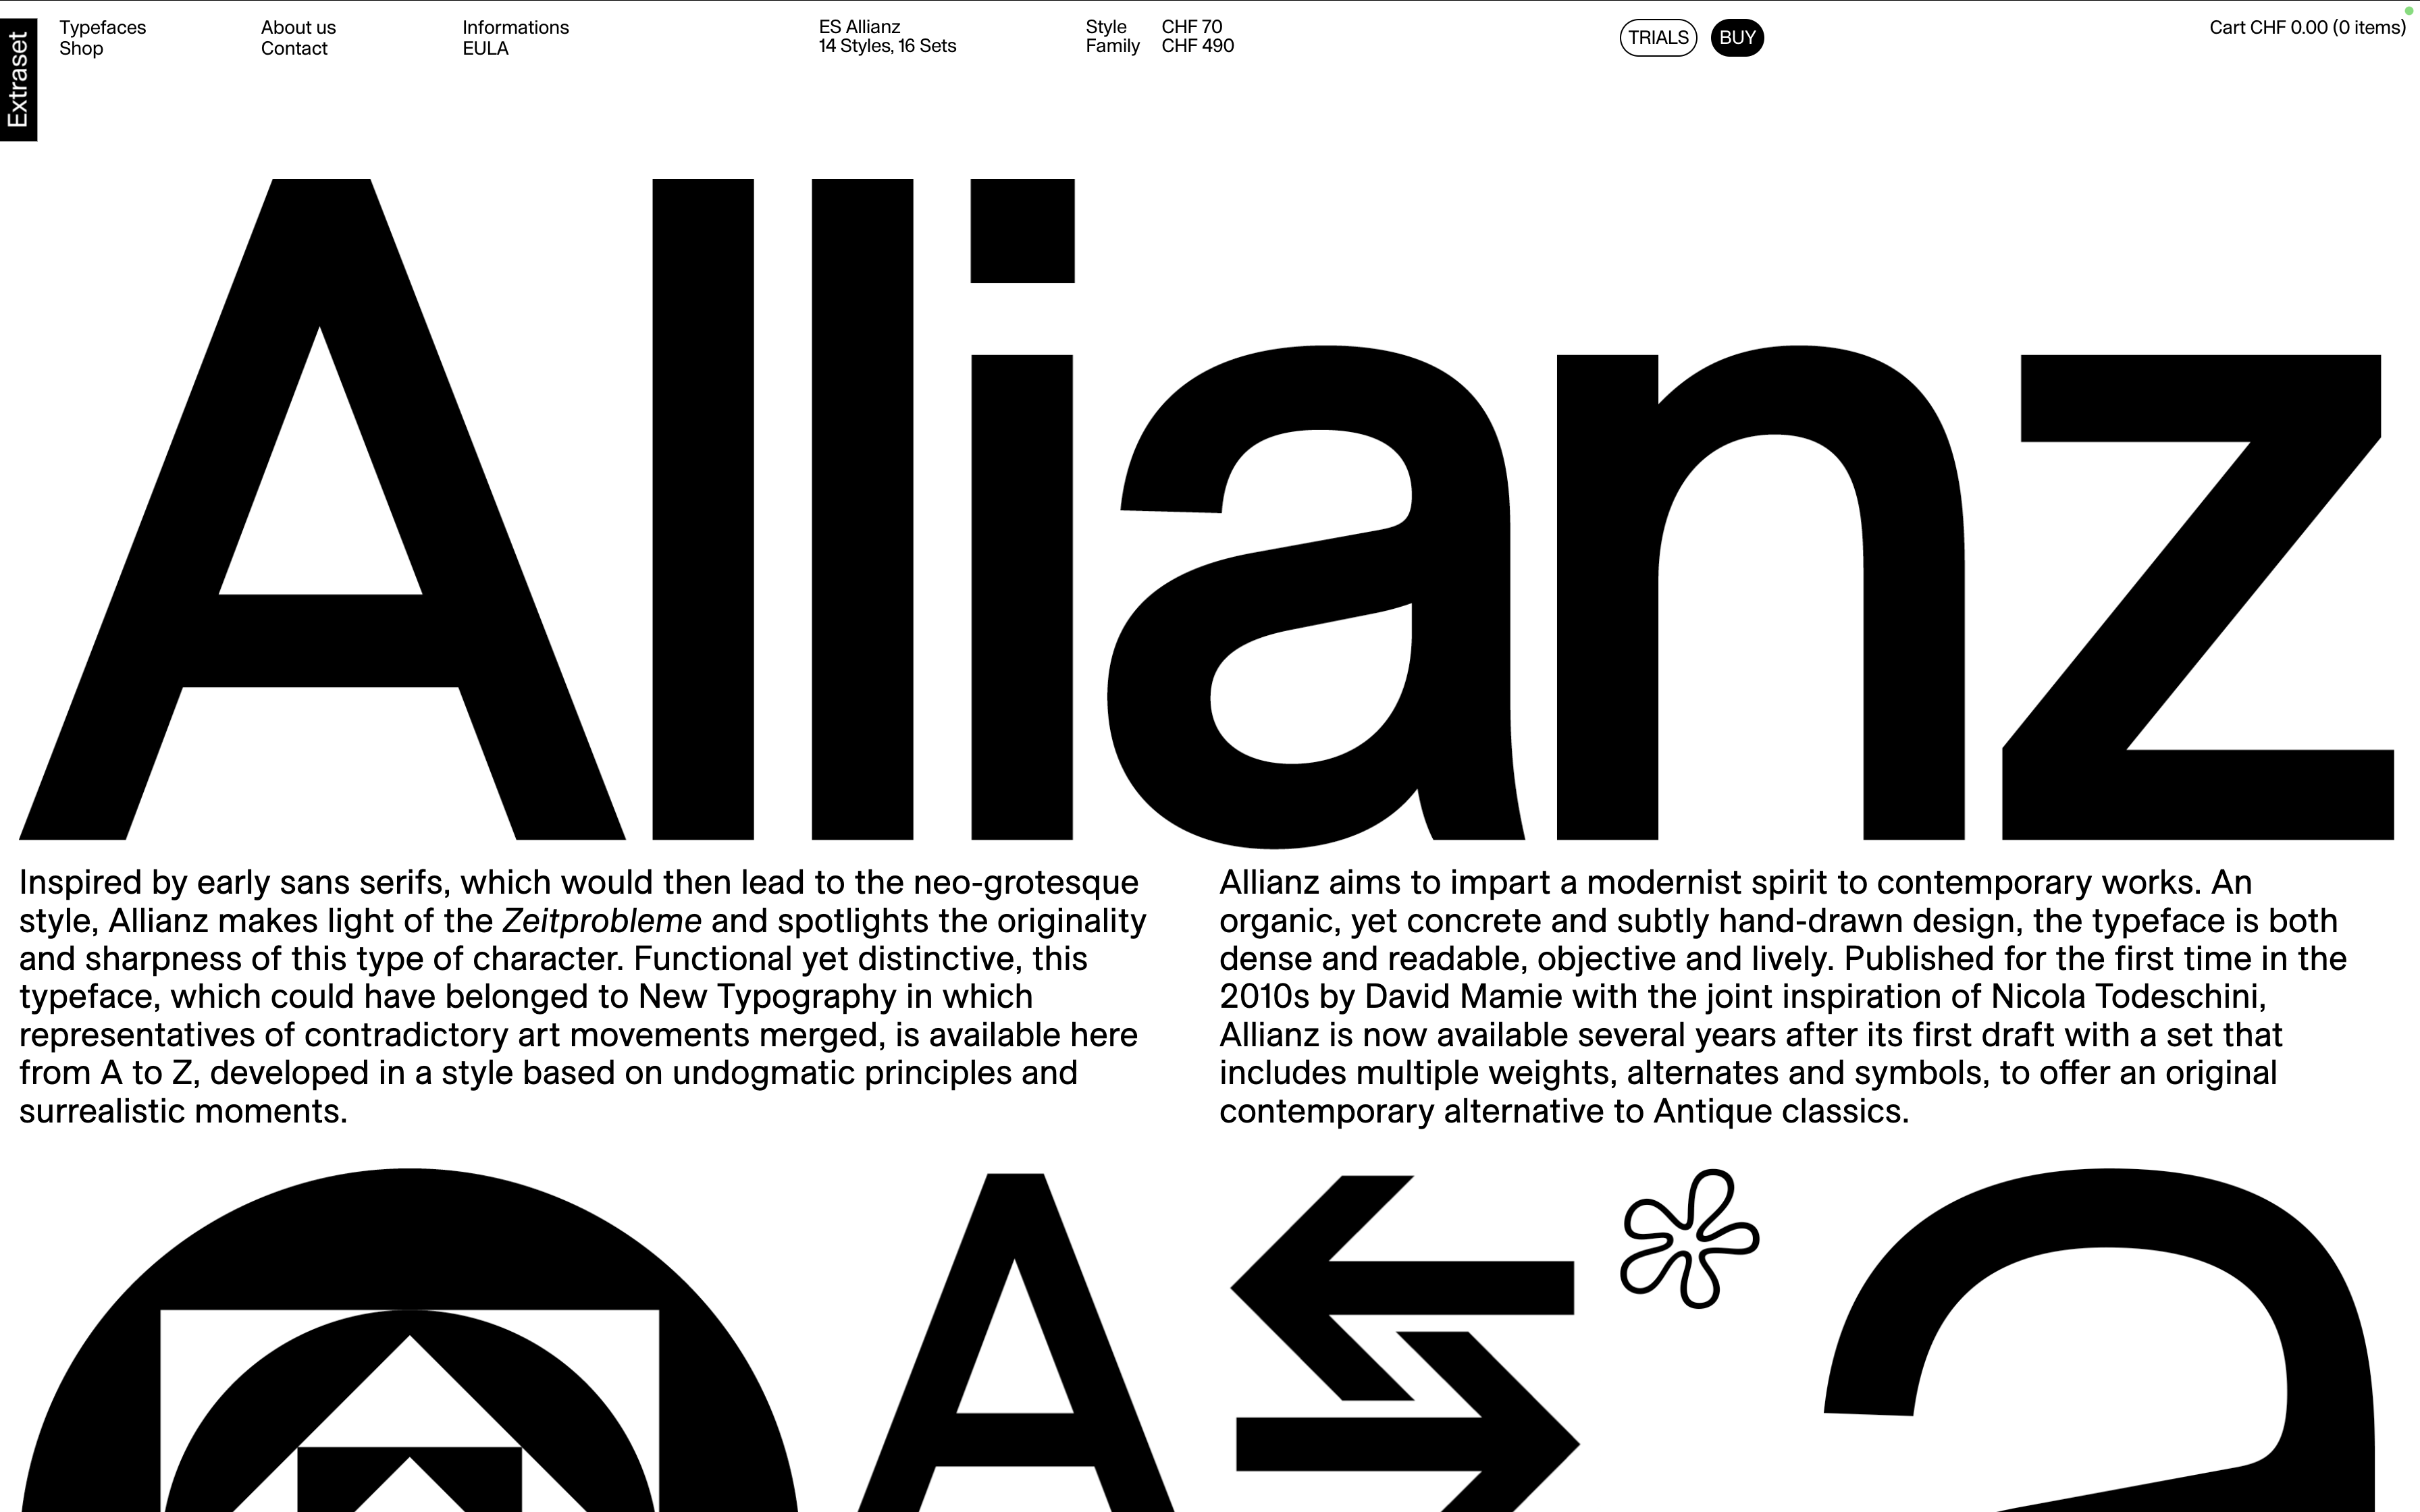 Extraset
Typefaces
Shop
About us
Contact
Informations
EULA
ES Allianz
14 Styles, 16 Sets
Style CHF 70
Family CHF 490
TRIALS
BUY
Cart CHF 0.00 (0 items)
Allianz
Inspired by early sans serifs, which would then lead to the neo-grotesque
style, Allianz makes light of the Zeitprobleme and spotlights the originality
and sharpness of this type of character. Functional yet distinctive, this
typeface, which could have belonged to New Typography in which
representatives of contradictory art movements merged, is available here
from A to Z, developed in a style based on undogmatic principles and
surrealistic moments.
Allianz aims to impart a modernist spirit to contemporary works. An
organic, yet concrete and subtly hand-drawn design, the typeface is both
dense and readable, objective and lively. Published for the first time in the
2010s by David Mamie with the joint inspiration of Nicola Todeschini,
Allianz is now available several years after its first draft with a set that
includes multiple weights, alternates and symbols, to offer an original
contemporary alternative to Antique classics.
A a